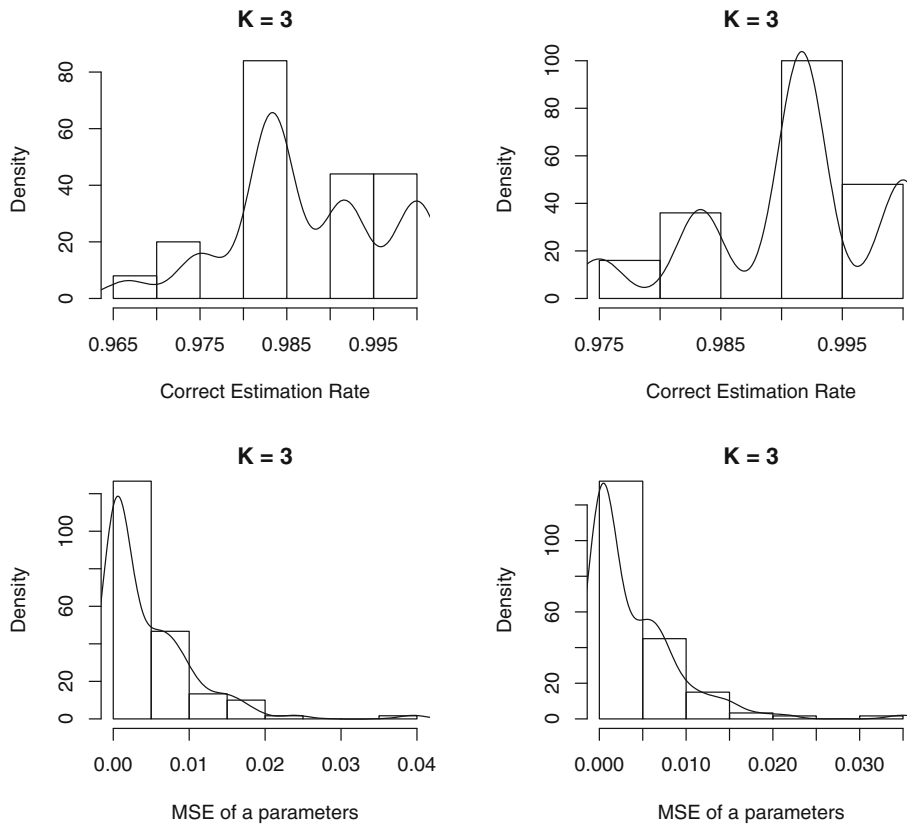 K = 3
Density
0
20
40
60
80
0.965
0.975
0.985
0.995
Correct Estimation Rate
K = 3
Density
0
20
40
60
80
100
0.975
0.985
0.995
Correct Estimation Rate
K = 3
Density
0
20
60
100
0.00
0.01
0.02
0.03
0.04
MSE of a parameters
K = 3
Density
0
20
60
100
0.000
0.010
0.020
0.030
MSE of a parameters